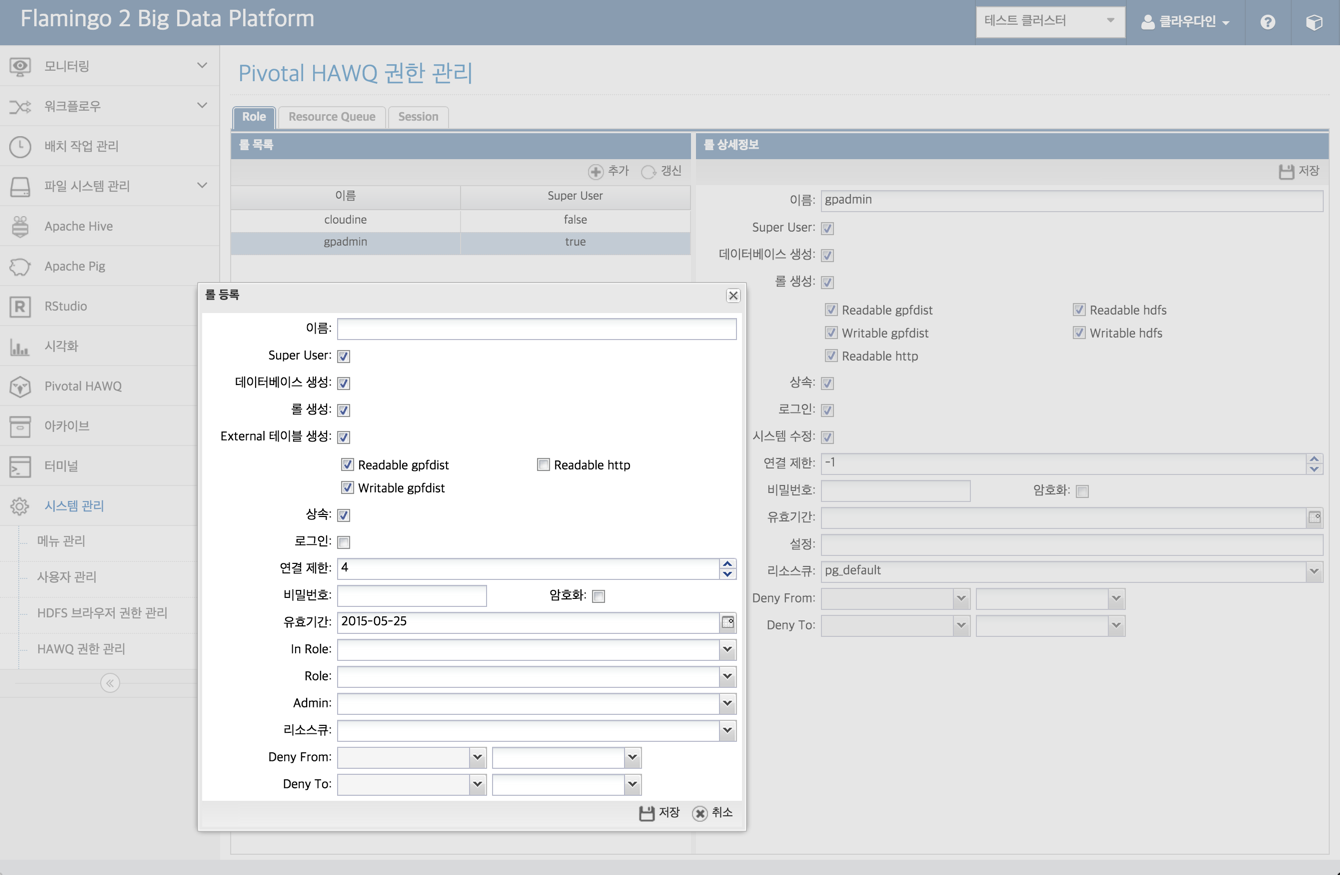 Flamingo 2 Big Data Platform
테스트 클러스터
클라우다인
모니터링
워크플로우
배치 작업 관리
파일 시스템 관리
Apache Hive
Apache Pig
RStudio
시각화
Pivotal HAWQ
아카이브
터미널
시스템 관리
메뉴 관리
사용자 관리
HDFS 브라우저 권한 관리
HAWQ 권한 관리
Pivotal HAWQ 권한 관리
Role Resource Queue Session
롤 목록
추가 갱신
이름 Super User
cloudine false
gpadmin true
롤 상세정보
저장
이름: gpadmin
Super User:
데이터베이스 생성:
롤 생성:
Readable gpfdist Readable hdfs
Writable gpfdist Writable hdfs
Readable http
상속:
로그인:
시스템 수정:
연결 제한: -1
비밀번호: 암호화:
유효기간:
설정:
리소스큐: pg_default
Deny From:
Deny To:
롤 등록
이름:
Super User:
데이터베이스 생성:
롤 생성:
External 테이블 생성:
Readable gpfdist Readable http
Writable gpfdist
상속:
로그인:
연결 제한: 4
비밀번호: 암호화:
유효기간: 2015-05-25
In Role:
Role:
Admin:
리소스큐:
Deny From:
Deny To:
저장 취소